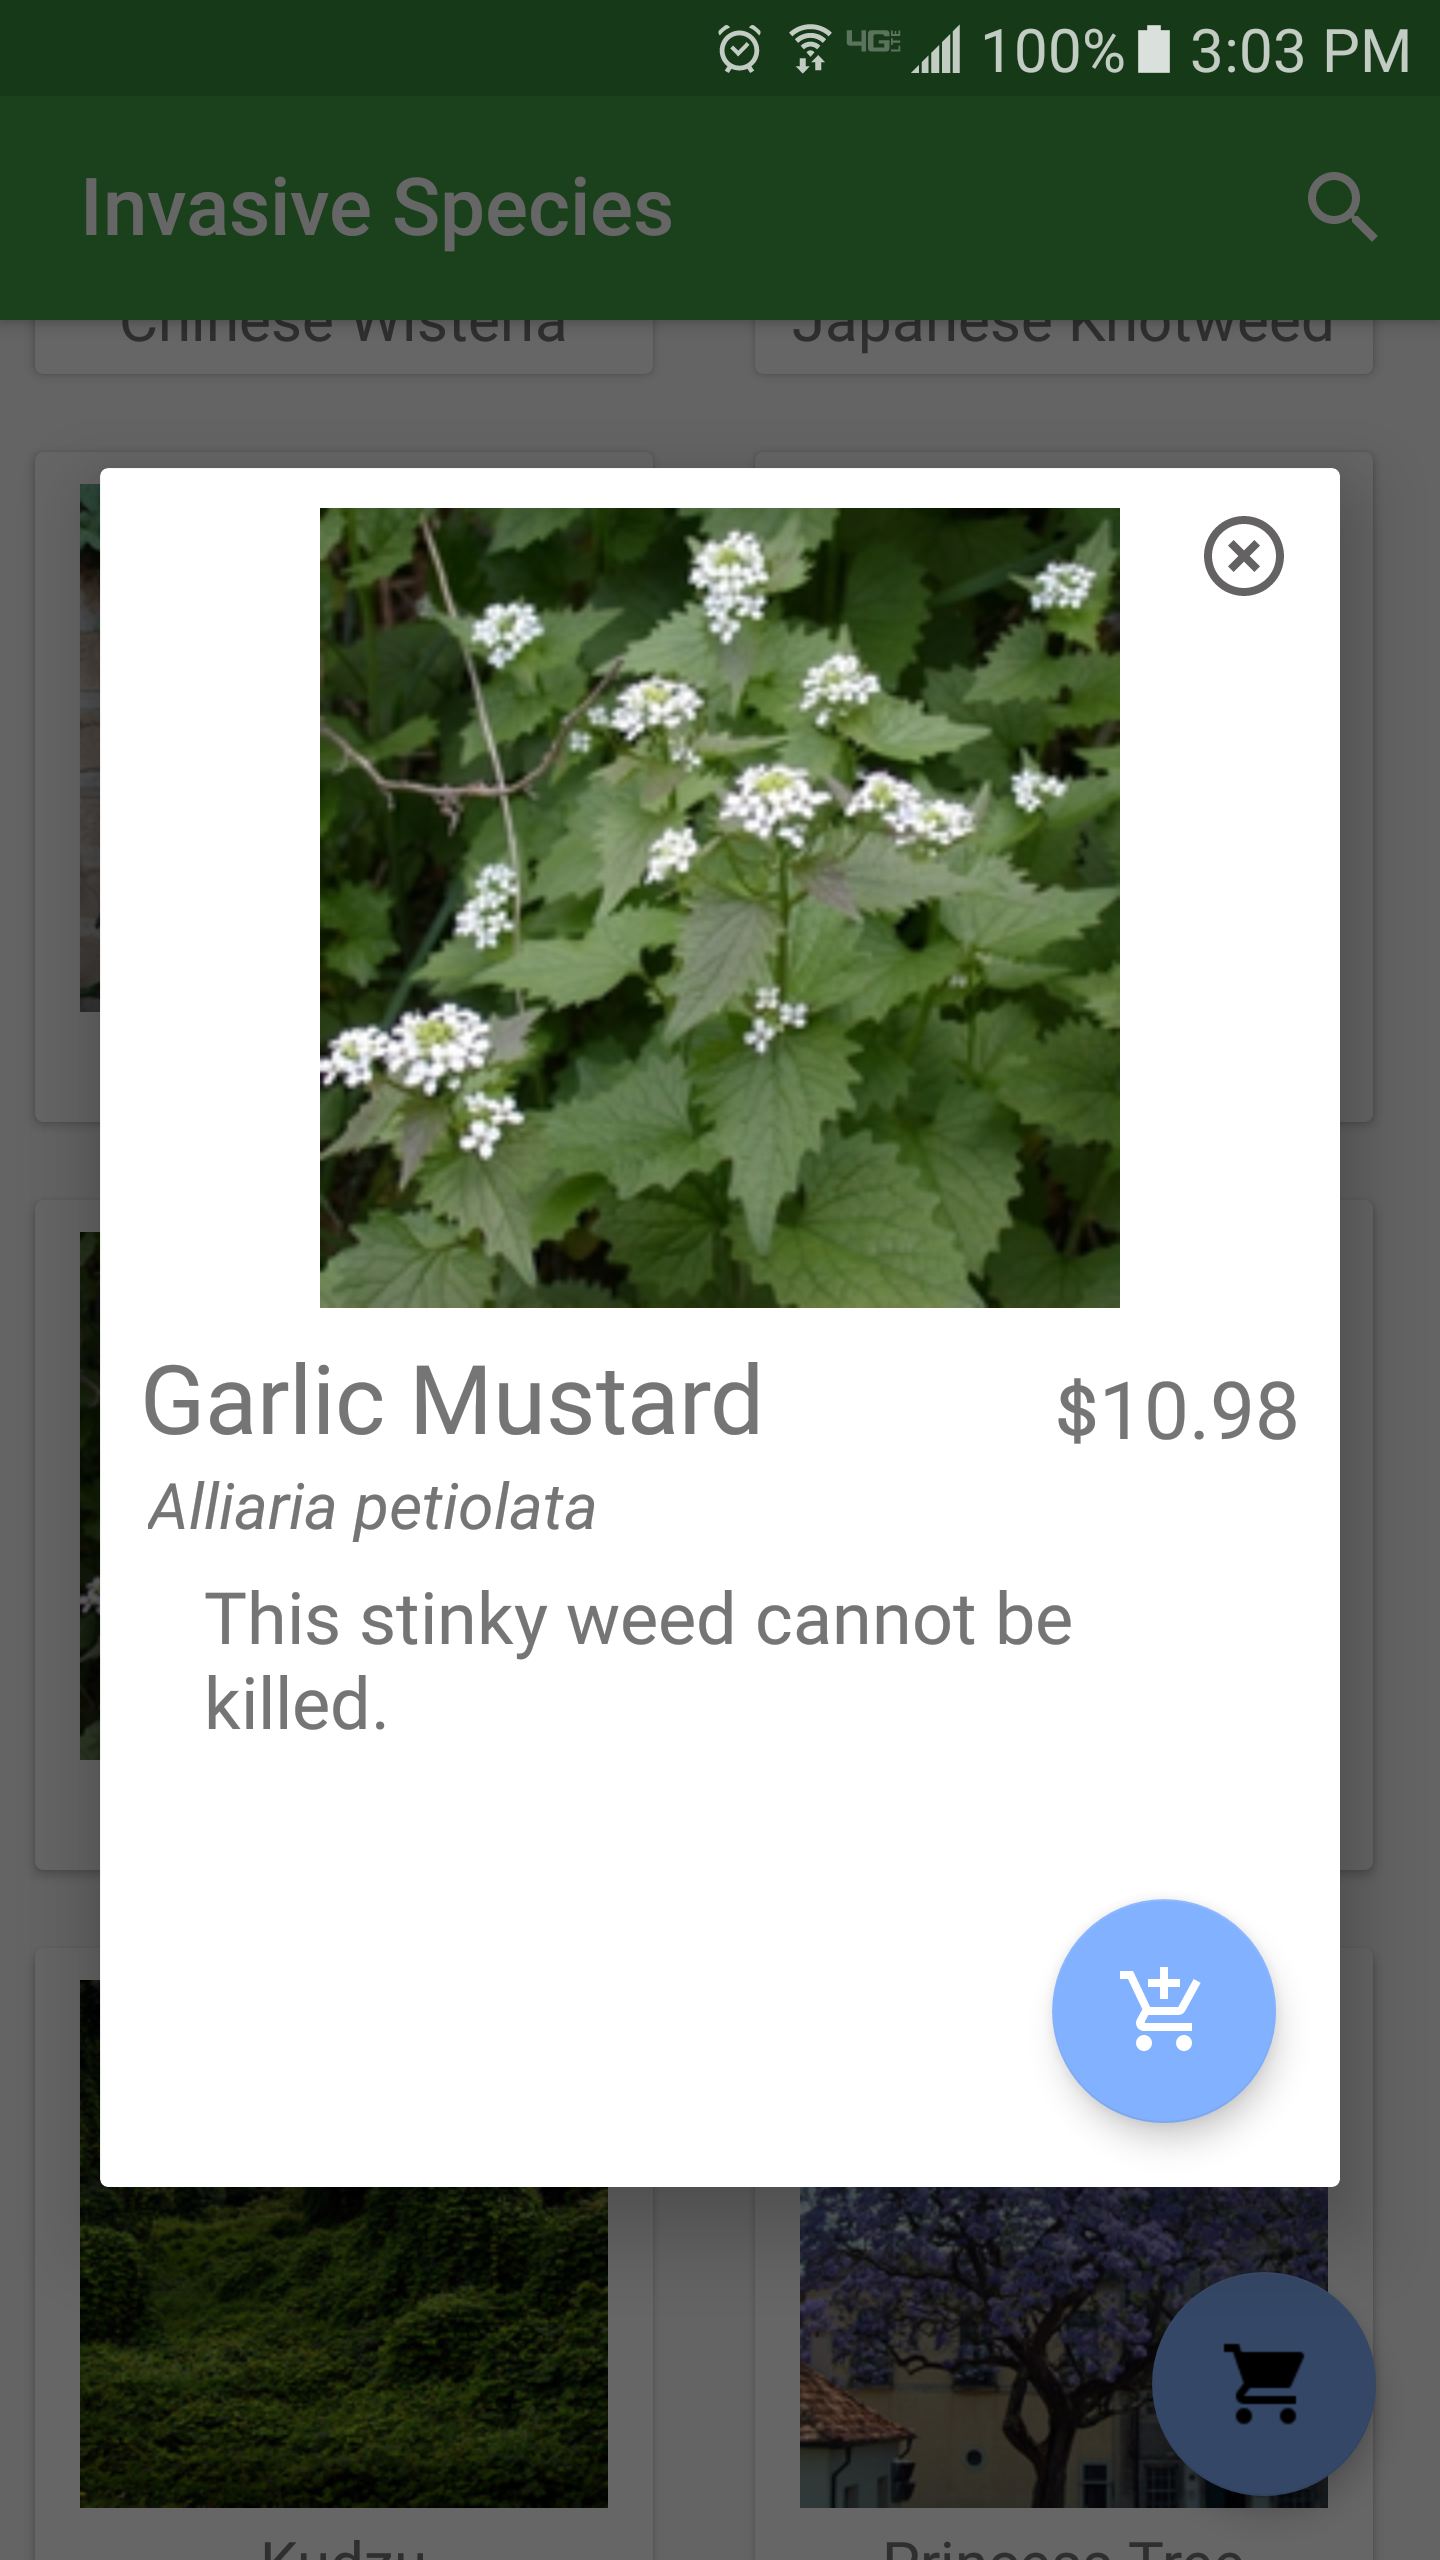 4G LTE 100% 3:03 PM
Invasive Species
Chinese Wisteria Japanese Knotweed
Garlic Mustard $10.98
Alliaria petiolata
This stinky weed cannot be
killed.
Kudzu Princess Tree